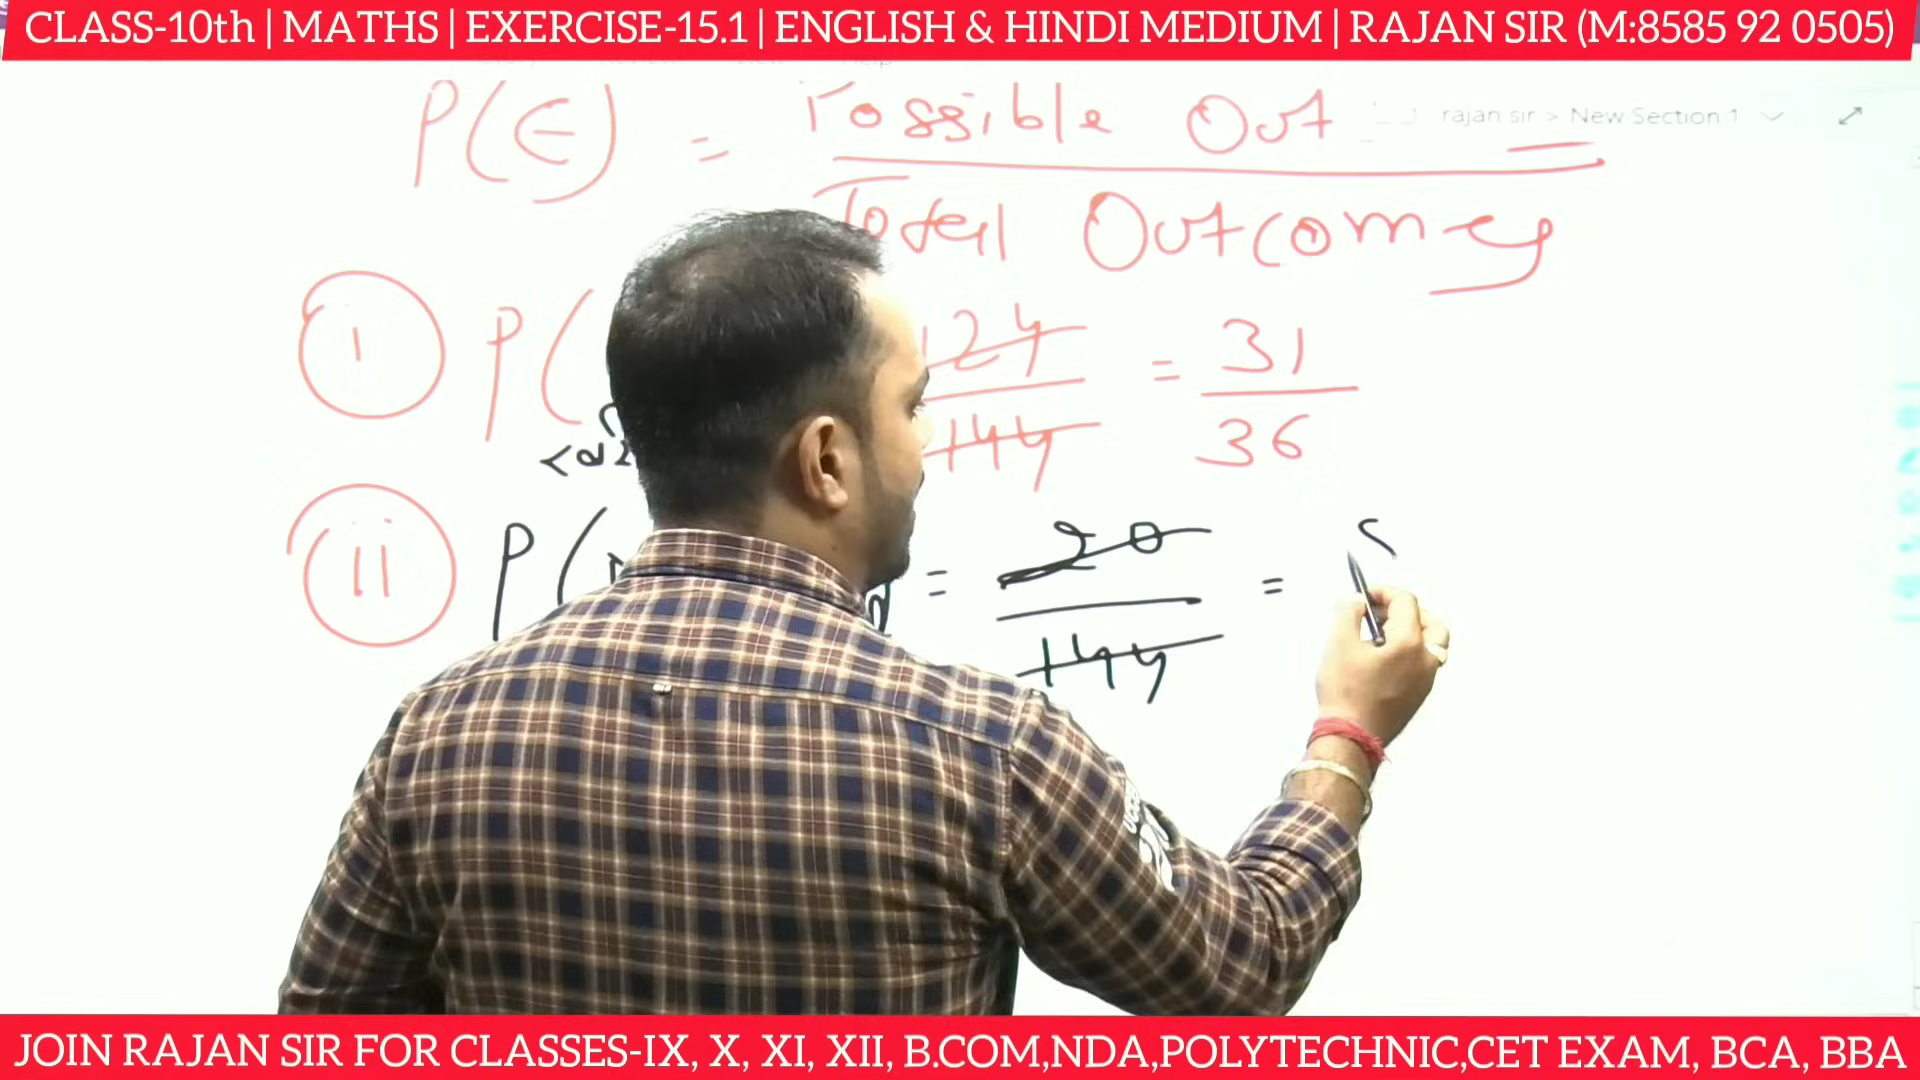 CLASS-10th | MATHS | EXERCISE-15.1 | ENGLISH & HINDI MEDIUM | RAJAN SIR (M:8585 92 0505)
P(E) = Possible Out
Total Outcomes
rajan sir > New Section 1
i P( 124 / 144 = 31 / 36
ii P( = 20 / 144 =
JOIN RAJAN SIR FOR CLASSES-IX, X, XI, XII, B.COM,NDA,POLYTECHNIC,CET EXAM, BCA, BBA